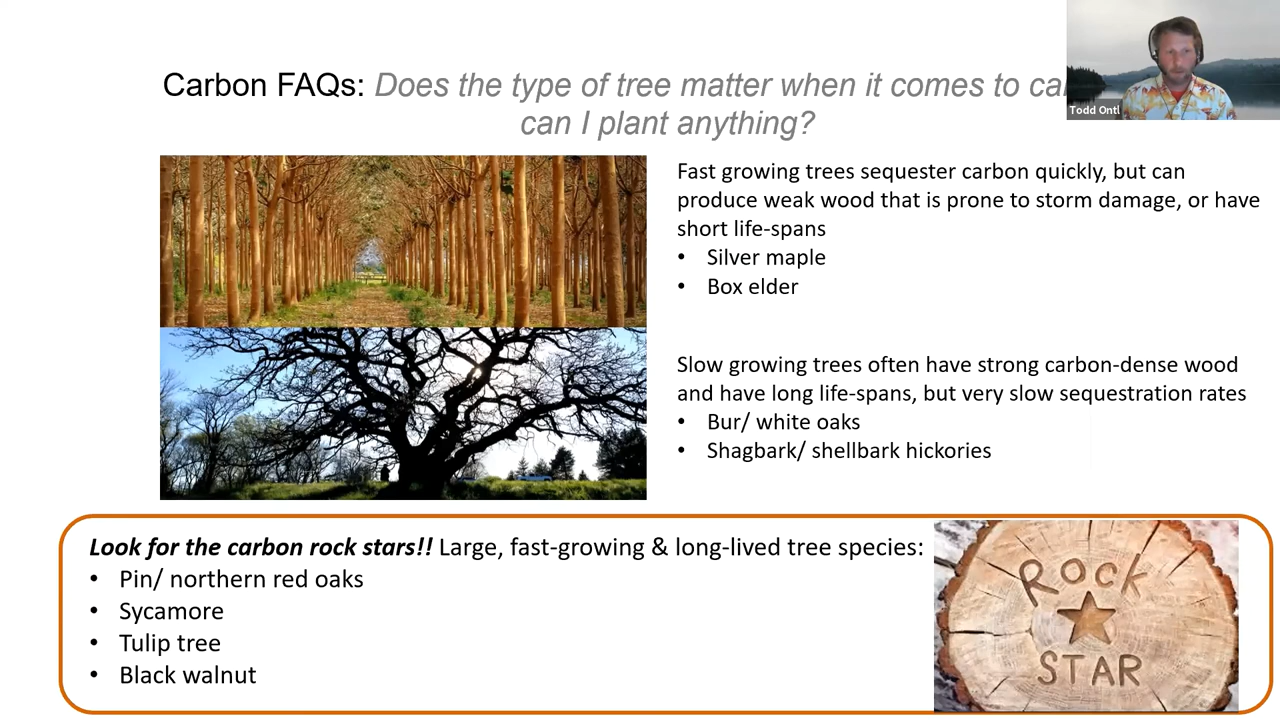 Carbon FAQs: Does the type of tree matter when it comes to
can I plant anything?
Todd Ontl
Fast growing trees sequester carbon quickly, but can
produce weak wood that is prone to storm damage, or have
short life-spans
• Silver maple
• Box elder
Slow growing trees often have strong carbon-dense wood
and have long life-spans, but very slow sequestration rates
• Bur/ white oaks
• Shagbark/ shellbark hickories
Look for the carbon rock stars!! Large, fast-growing & long-lived tree species:
• Pin/ northern red oaks
• Sycamore
• Tulip tree
• Black walnut
ROCK
STAR